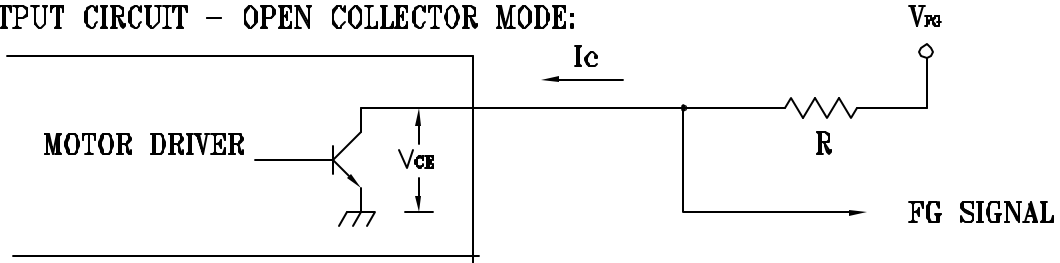 TPUT CIRCUIT - OPEN COLLECTOR MODE:
VFG
Ic
MOTOR DRIVER
VCE
R
FG SIGNAL